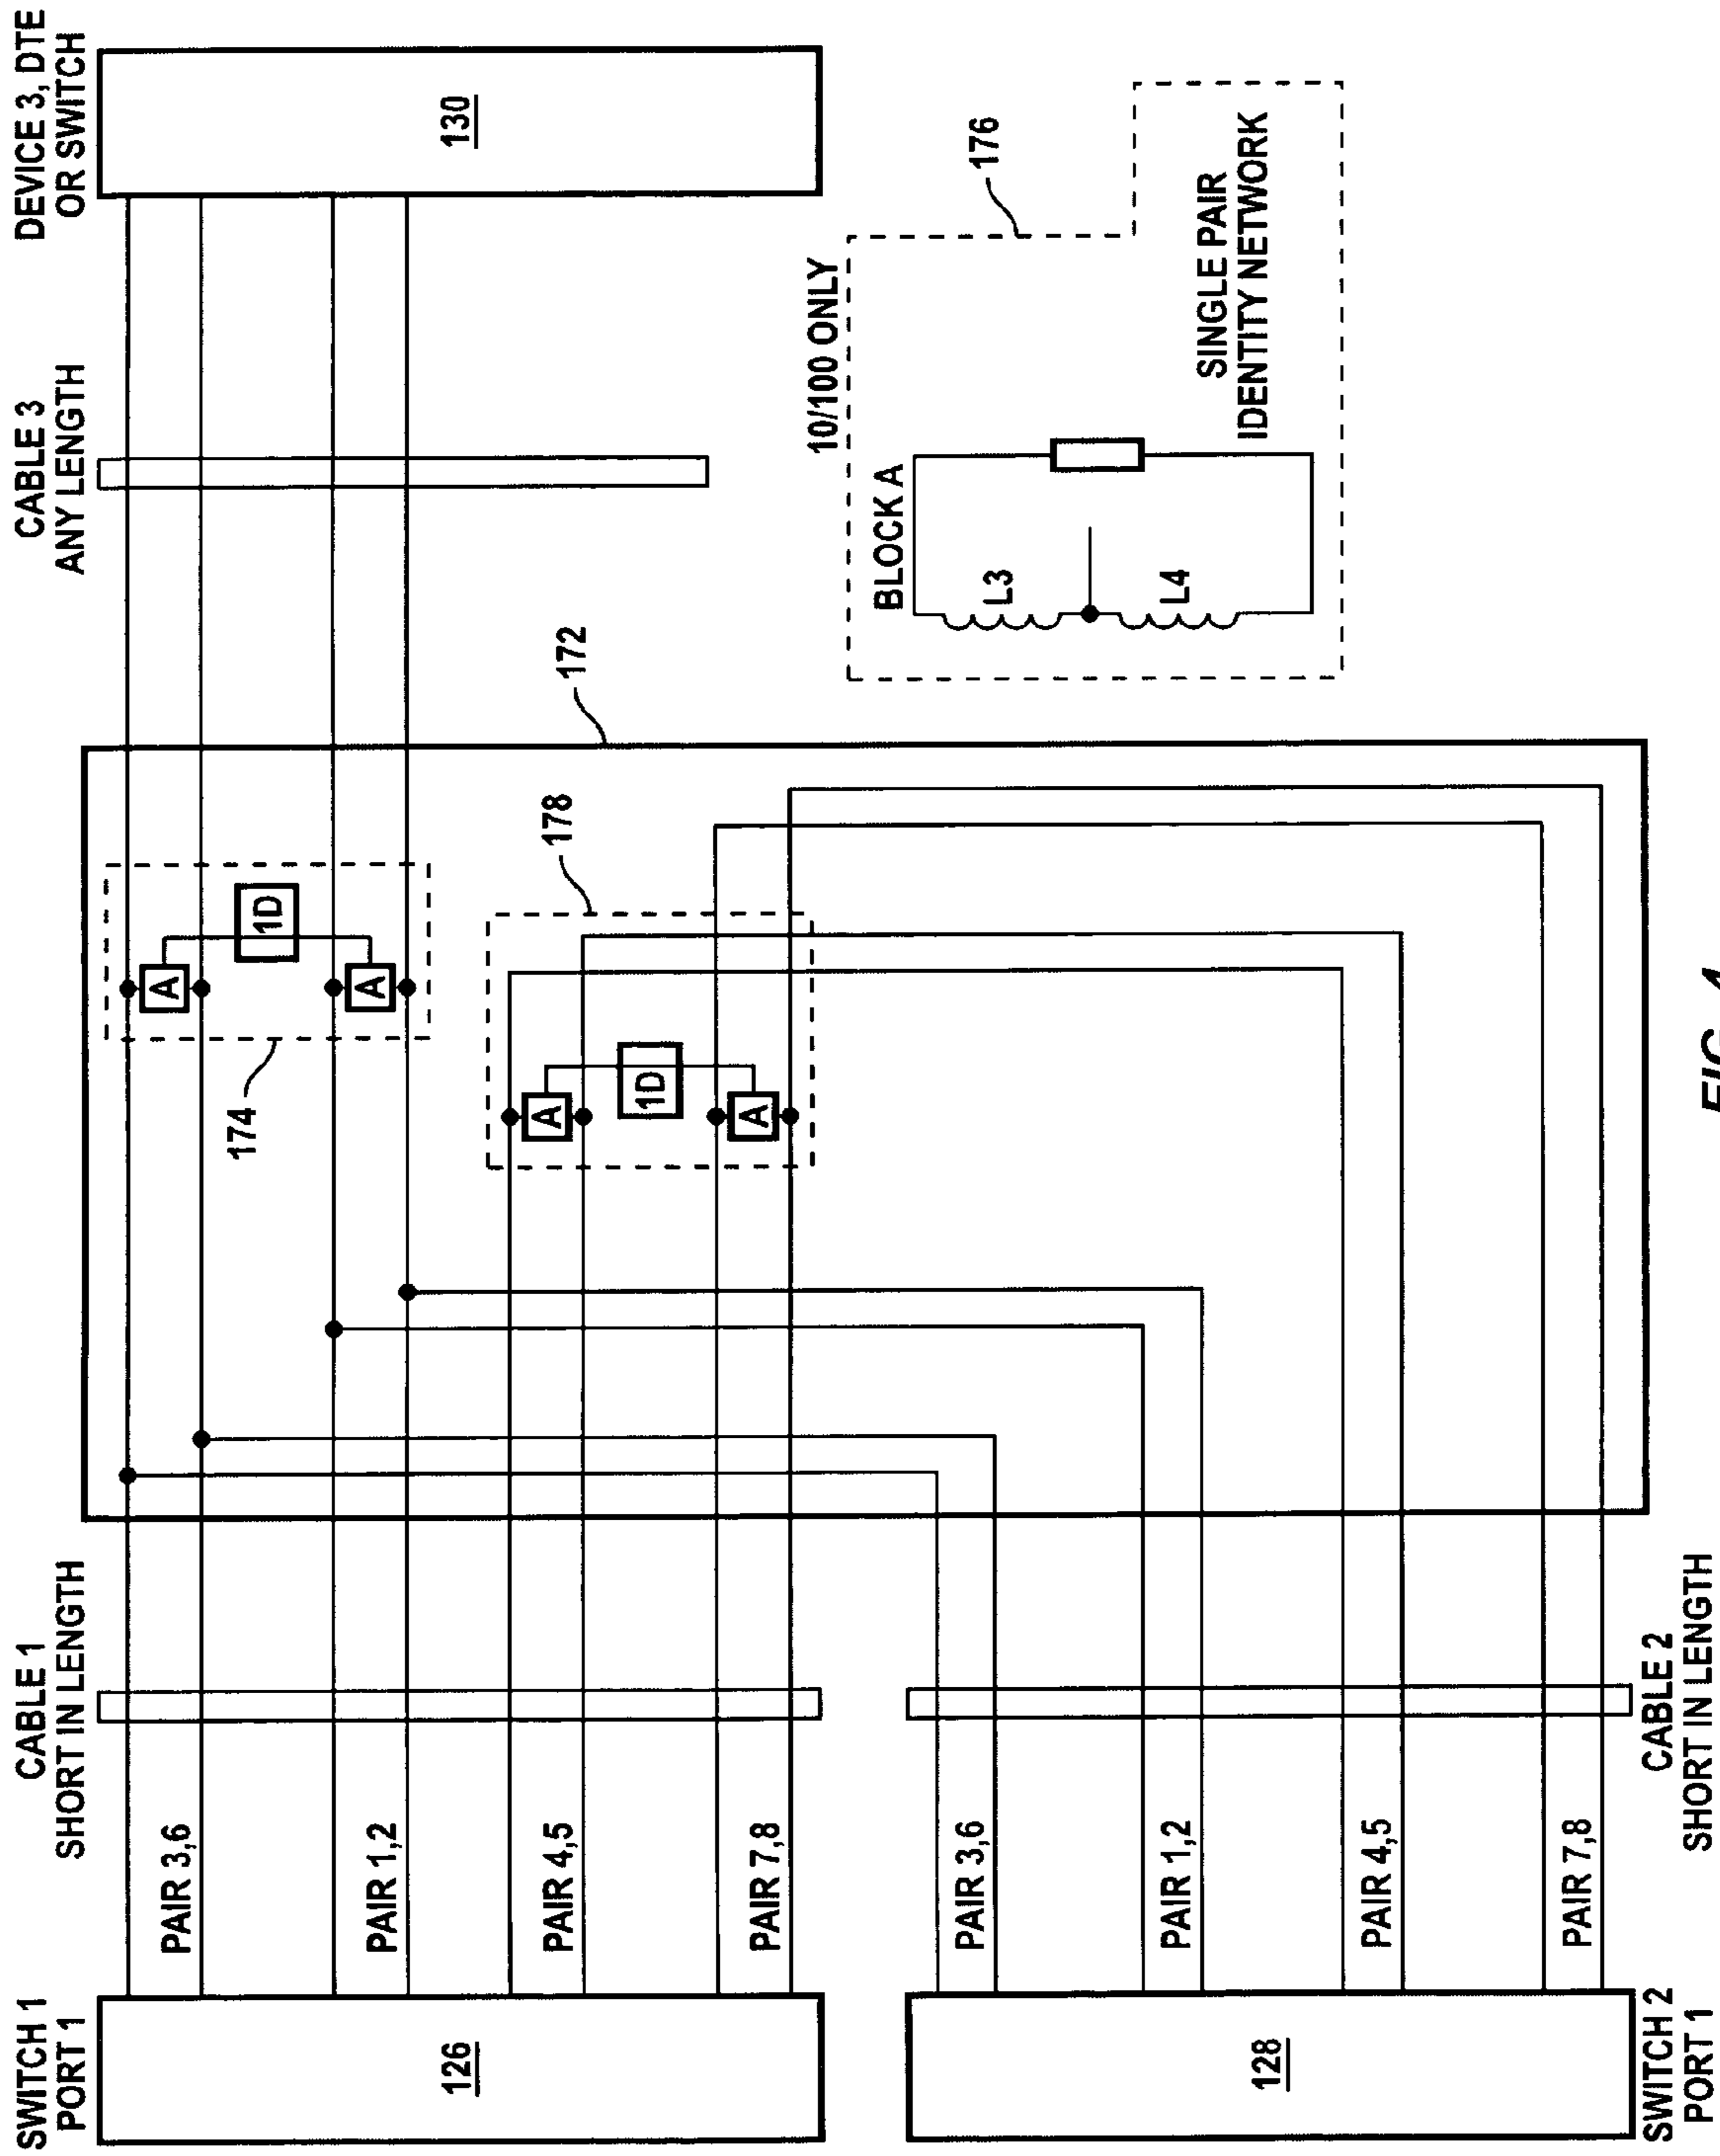 SWITCH 1
PORT 1
CABLE 1
SHORT IN LENGTH
CABLE 3
ANY LENGTH
DEVICE 3, DTE
OR SWITCH
126
PAIR 3,6
PAIR 1,2
PAIR 4,5
PAIR 7,8
174
A
1D
A
178
A
1D
A
172
130
10/100 ONLY
176
BLOCK A
L3
L4
SINGLE PAIR
IDENTITY NETWORK
128
PAIR 3,6
PAIR 1,2
PAIR 4,5
PAIR 7,8
SWITCH 2
PORT 1
CABLE 2
SHORT IN LENGTH